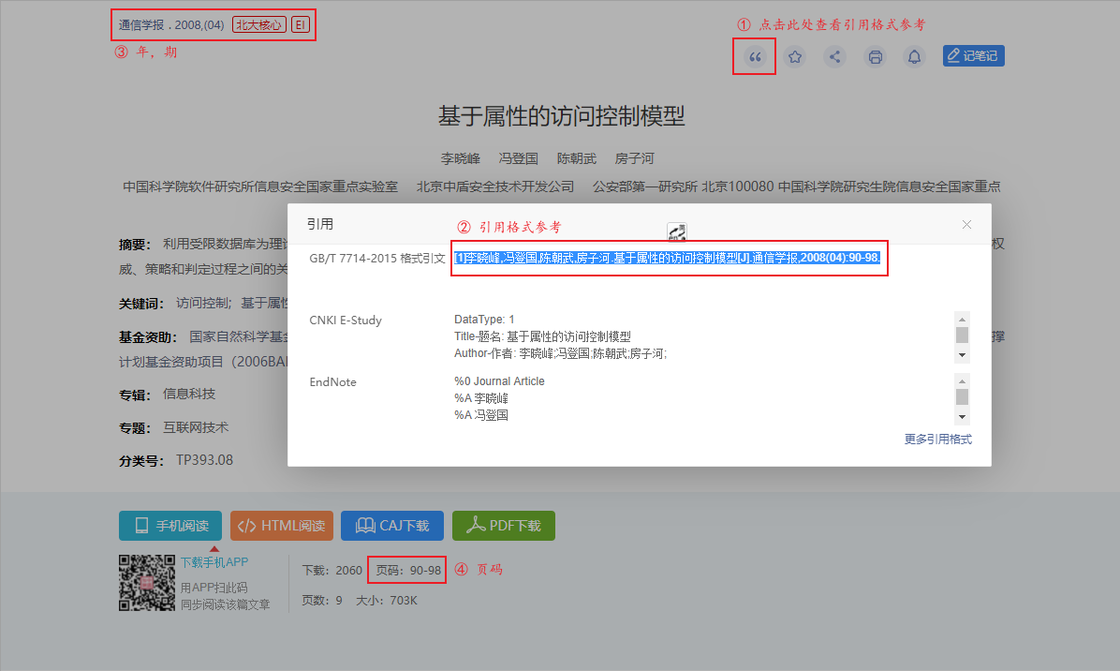 通信学报 . 2008,(04) 北大核心 EI
① 点击此处查看引用格式参考
③ 年，期
记笔记
基于属性的访问控制模型
李晓峰 冯登国 陈朝武 房子河
中国科学院软件研究所信息安全国家重点实验室 北京中盾安全技术开发公司 公安部第一研究所 北京100080 中国科学院研究生院信息安全国家重点
引用
② 引用格式参考
GB/T 7714-2015 格式引文
[1]李晓峰,冯登国,陈朝武,房子河.基于属性的访问控制模型[J].通信学报,2008(04):90-98.
CNKI E-Study
DataType: 1
Title-题名: 基于属性的访问控制模型
Author-作者: 李晓峰;冯登国;陈朝武;房子河;
EndNote
%0 Journal Article
%A 李晓峰
%A 冯登国
更多引用格式
摘要： 利用受限数据库为理 权
威、策略和判定过程之间的关
关键词： 访问控制; 基于属性
基金资助： 国家自然科学基金 撑
计划基金资助项目（2006BA
专辑： 信息科技
专题： 互联网技术
分类号： TP393.08
手机阅读 HTML阅读 CAJ下载 PDF下载
下载手机APP
用APP扫此码
同步阅读该篇文章
下载：2060 页码：90-98 ④ 页码
页数：9 大小：703K